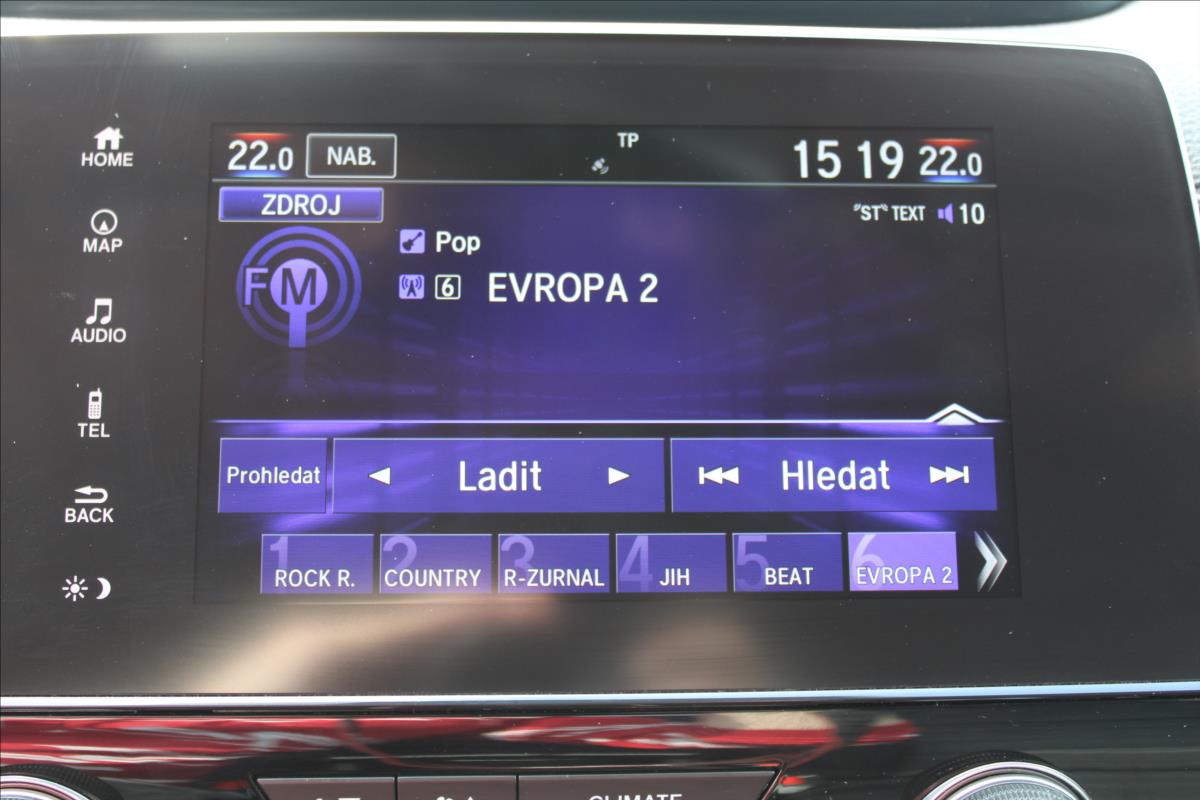 HOME
MAP
AUDIO
TEL
BACK
22.0 NAB. TP 15 19 22.0
ZDROJ "ST" TEXT 10
FM
Pop
6 EVROPA 2
Prohledat Ladit Hledat
1 ROCK R. 2 COUNTRY 3 R-ZURNAL 4 JIH 5 BEAT 6 EVROPA 2
CLIMATE